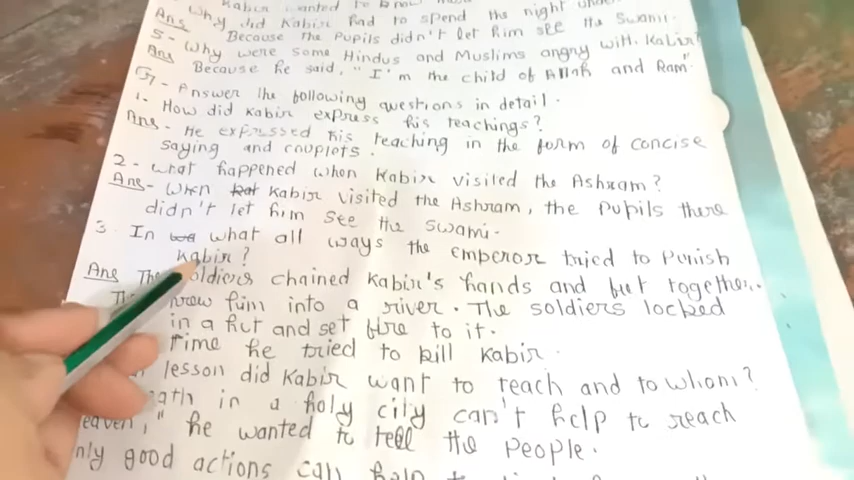 Kabir wanted to know
Ans
Why did Kabir had to spend the night under
Because the Pupils didn't let him see the Swami.
5- Why were some Hindus and Muslims angry with Kabir?
Ans Because he said, "I'm the child of Allah and Ram"
G- Answer the following questions in detail.
1- How did Kabir express his teachings?
Ans- He expressed his teaching in the form of concise
saying and couplets.
2- what happened when Kabir visited the Ashram?
Ans- When Kabir visited the Ashram, the Pupils there
didn't let him see the swami.
3. In what all ways the emperor tried to Punish
Kabir?
Ans The soldiers chained Kabir's hands and feet together.
threw him into a river. The soldiers locked
in a hut and set fire to it.
time he tried to kill Kabir.
lesson did Kabir want to teach and to whom?
in a holy city can't help to reach
heaven," he wanted to tell the People.
only good actions can help